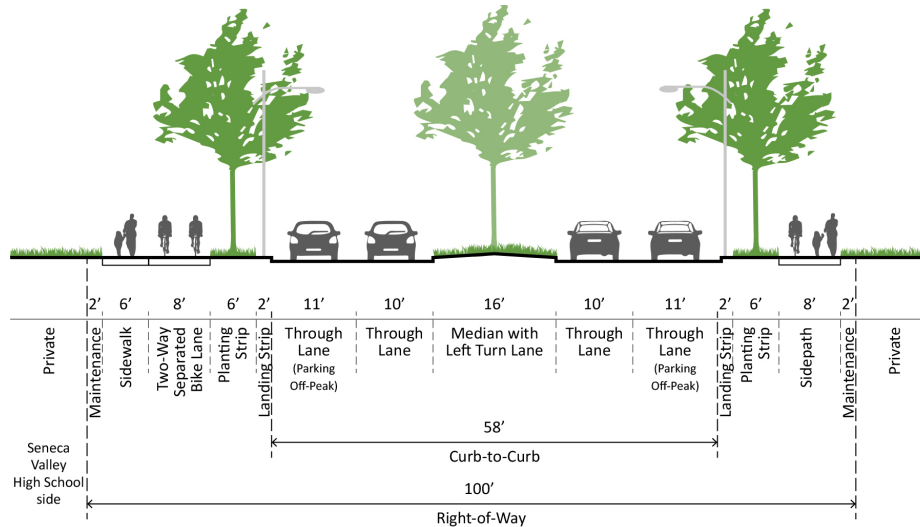 2’ 6’ 8’ 6’ 2’ 11’ 10’ 16’ 10’ 11’ 2’ 6’ 8’ 2’
Private
Maintenance
Sidewalk
Two-Way
Separated
Bike Lane
Planting
Strip
Landing Strip
Through
Lane
(Parking
Off-Peak)
Through
Lane
Median with
Left Turn Lane
Through
Lane
Through
Lane
(Parking
Off-Peak)
Landing Strip
Planting
Strip
Sidepath
Maintenance
Private
58’
Curb-to-Curb
Seneca
Valley
High School
side
100’
Right-of-Way